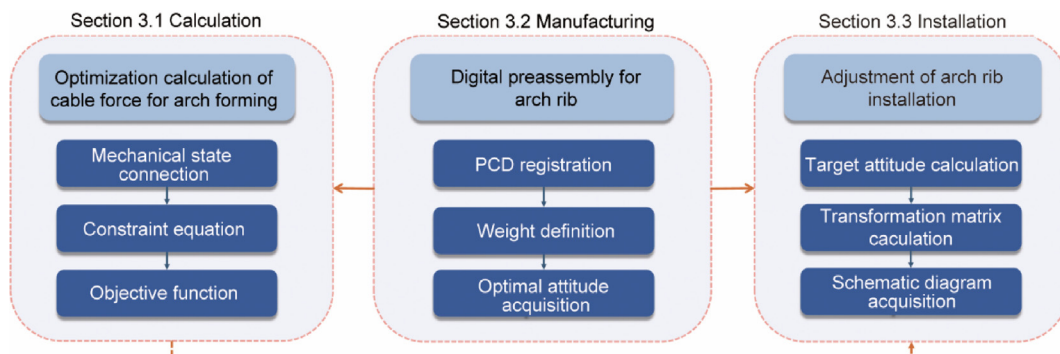 Section 3.1 Calculation
Optimization calculation of
cable force for arch forming
Mechanical state
connection
Constraint equation
Objective function
Section 3.2 Manufacturing
Digital preassembly for
arch rib
PCD registration
Weight definition
Optimal attitude
acquisition
Section 3.3 Installation
Adjustment of arch rib
installation
Target attitude calculation
Transformation matrix
caculation
Schematic diagram
acquisition